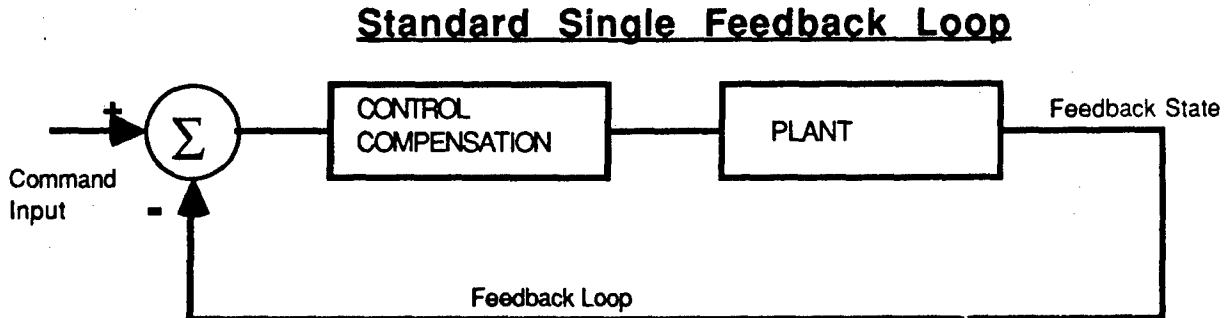 Standard Single Feedback Loop
+
Σ
CONTROL
COMPENSATION
PLANT
Feedback State
Command
Input
-
Feedback Loop